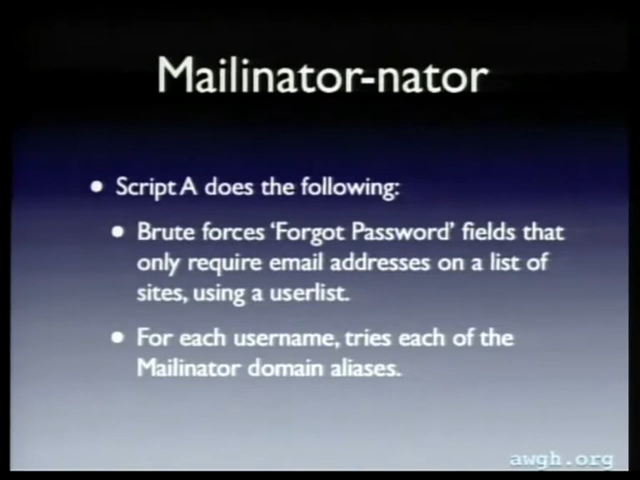 Mailinator-nator
• Script A does the following:
• Brute forces 'Forgot Password' fields that
only require email addresses on a list of
sites, using a userlist.
• For each username, tries each of the
Mailinator domain aliases.
awgh.org